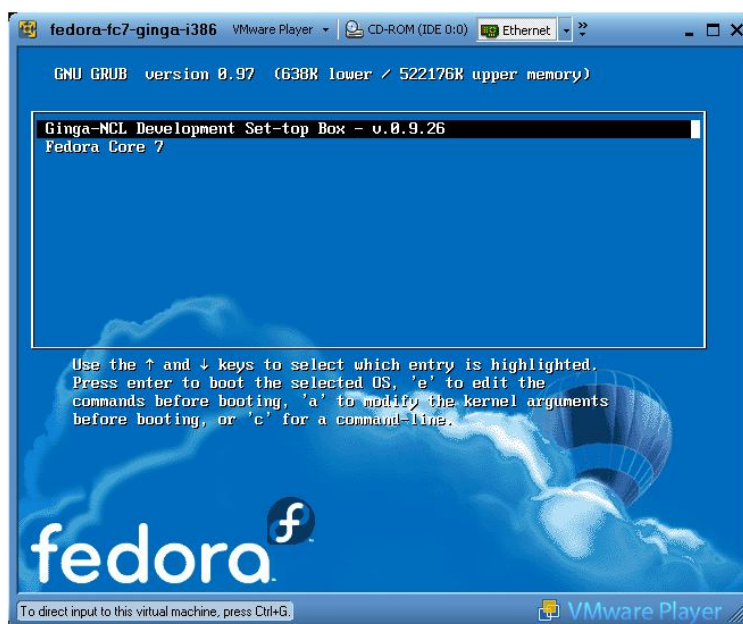 fedora-fc7-ginga-i386 VMware Player CD-ROM (IDE 0:0) Ethernet
GNU GRUB version 0.97 (638K lower / 522176K upper memory)
Ginga-NCL Development Set-top Box - v.0.9.26
Fedora Core 7
Use the ↑ and ↓ keys to select which entry is highlighted.
Press enter to boot the selected OS, 'e' to edit the
commands before booting, 'a' to modify the kernel arguments
before booting, or 'c' for a command-line.
fedora
To direct input to this virtual machine, press Ctrl+G.
VMware Player